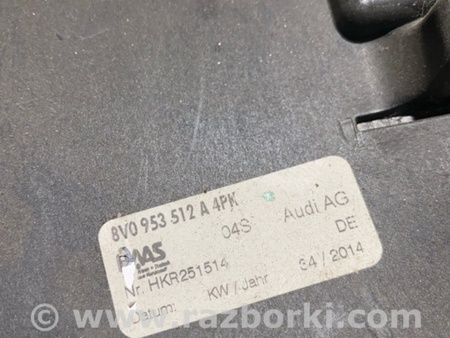 8V0 953 512 A 4PK
04S Audi AG
DE
Nr. HKR251514
Datum: KW / Jahr 34 / 2014
© www.razborki.com